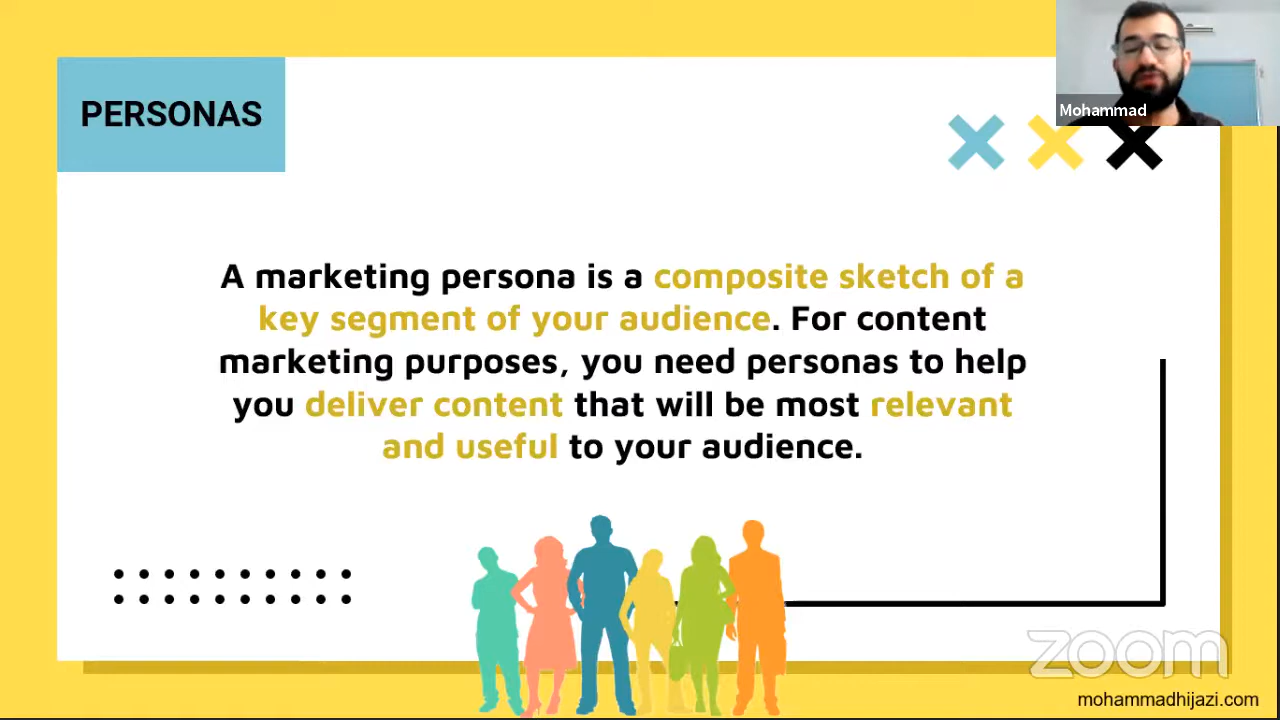 PERSONAS
Mohammad
A marketing persona is a composite sketch of a
key segment of your audience. For content
marketing purposes, you need personas to help
you deliver content that will be most relevant
and useful to your audience.
zoom
mohammadhijazi.com